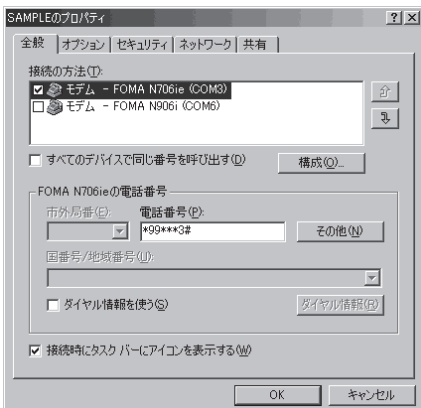 SAMPLEのプロパティ
全般 オプション セキュリティ ネットワーク 共有
接続の方法(T):
モデム - FOMA N706ie (COM3)
モデム - FOMA N906i (COM6)
すべてのデバイスで同じ番号を呼び出す(D)
構成(O)...
FOMA N706ieの電話番号
市外局番(E): 電話番号(P):
*99***3# その他(N)
国番号/地域番号(U):
ダイヤル情報を使う(S) ダイヤル情報(R)
接続時にタスク バーにアイコンを表示する(W)
OK キャンセル